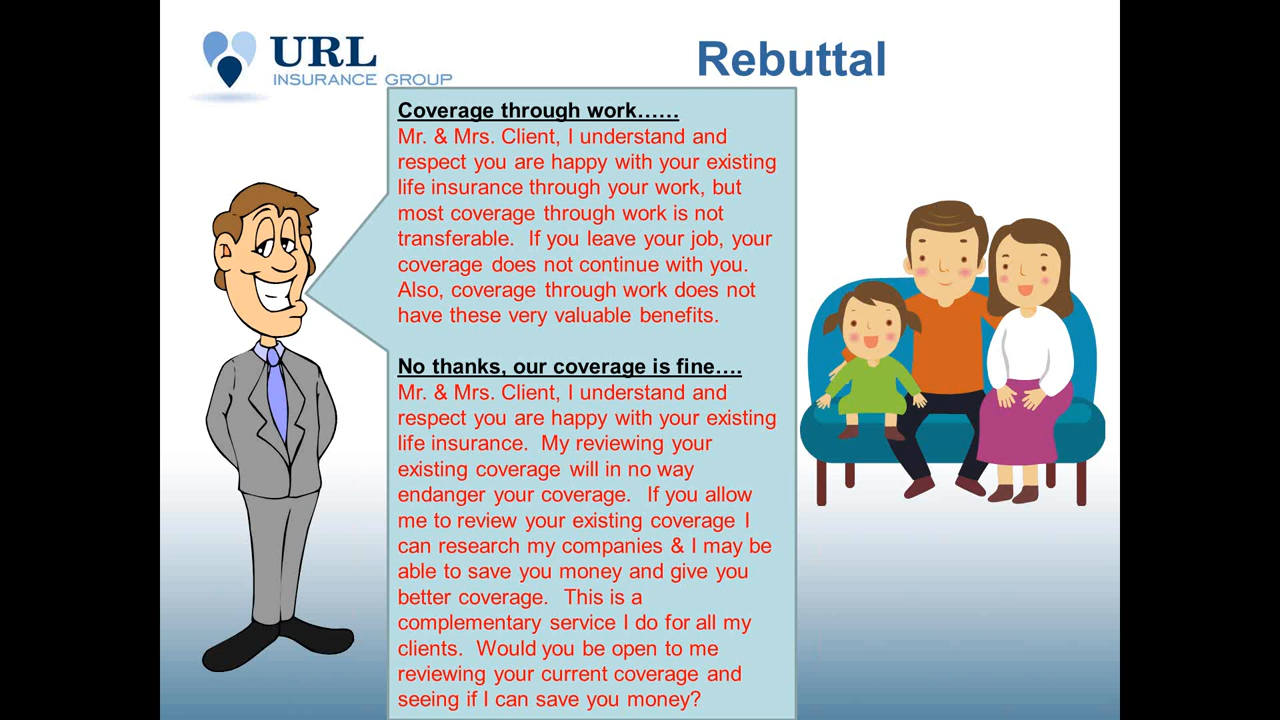 URL
INSURANCE GROUP
Rebuttal
Coverage through work……
Mr. & Mrs. Client, I understand and
respect you are happy with your existing
life insurance through your work, but
most coverage through work is not
transferable.  If you leave your job, your
coverage does not continue with you.
Also, coverage through work does not
have these very valuable benefits.
No thanks, our coverage is fine….
Mr. & Mrs. Client, I understand and
respect you are happy with your existing
life insurance.  My reviewing your
existing coverage will in no way
endanger your coverage.   If you allow
me to review your existing coverage I
can research my companies & I may be
able to save you money and give you
better coverage.   This is a
complementary service I do for all my
clients.  Would you be open to me
reviewing your current coverage and
seeing if I can save you money?